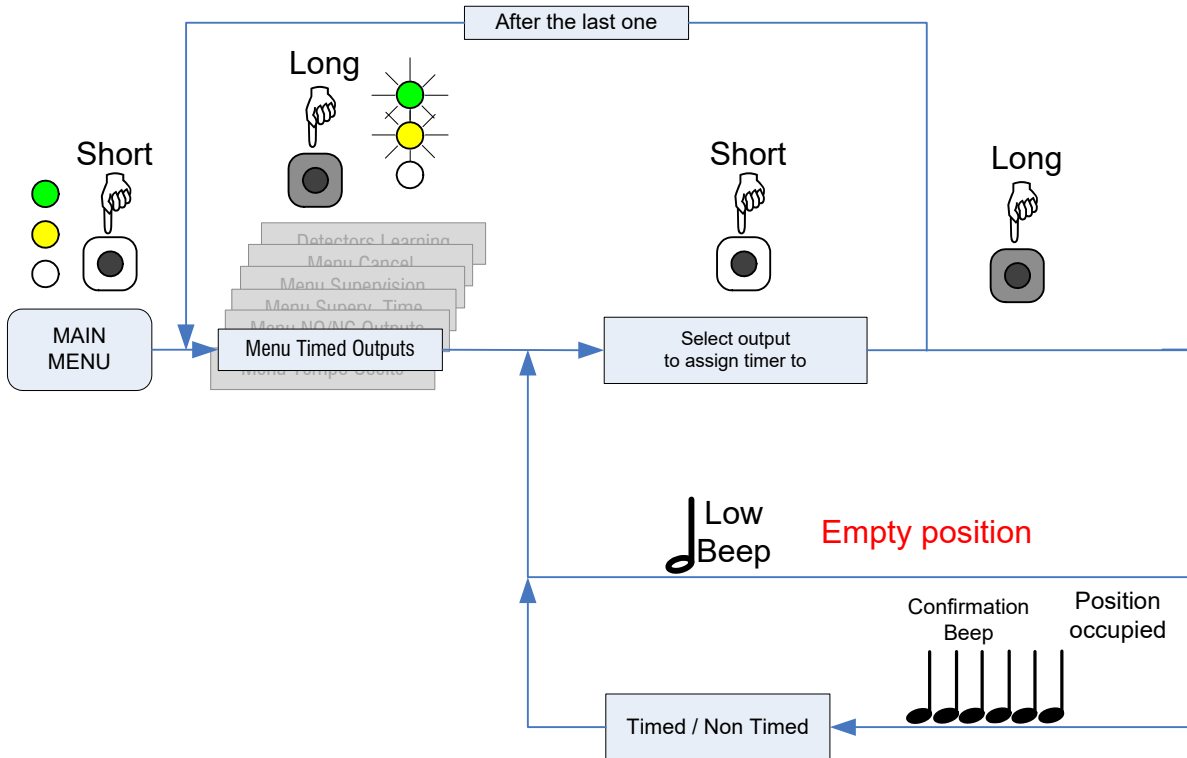 After the last one
Long
Short
Short
Long
Detectors Learning
Menu Cancel
Menu Supervision
Menu Superv. Time
Menu NO/NC Outputs
Menu Timed Outputs
MAIN
MENU
Select output
to assign timer to
Low
Beep
Empty position
Confirmation
Beep
Position
occupied
Timed / Non Timed